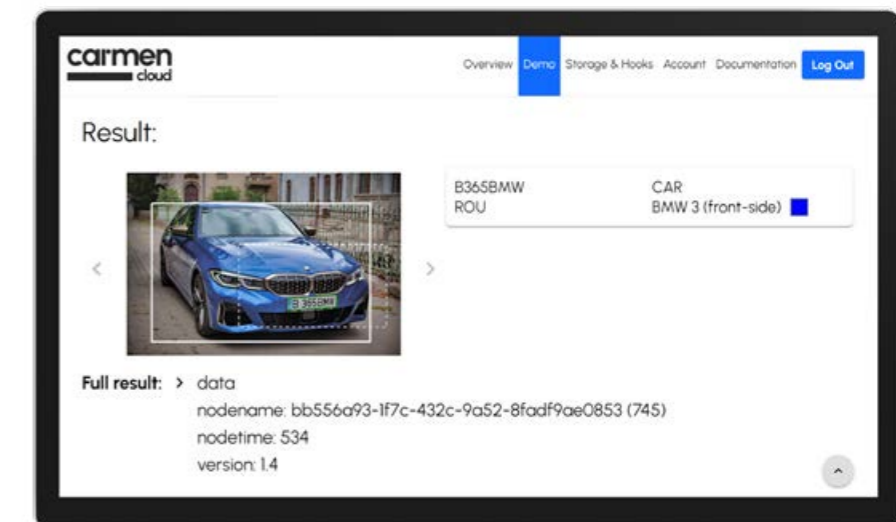 carmen
cloud
Overview Demo Storage & Hooks Account Documentation Log Out
Result:
B365BMW CAR
ROU BMW 3 (front-side)
B 365BMW
Full result: > data
nodename: bb556a93-1f7c-432c-9a52-8fadf9ae0853 (745)
nodetime: 534
version: 1.4